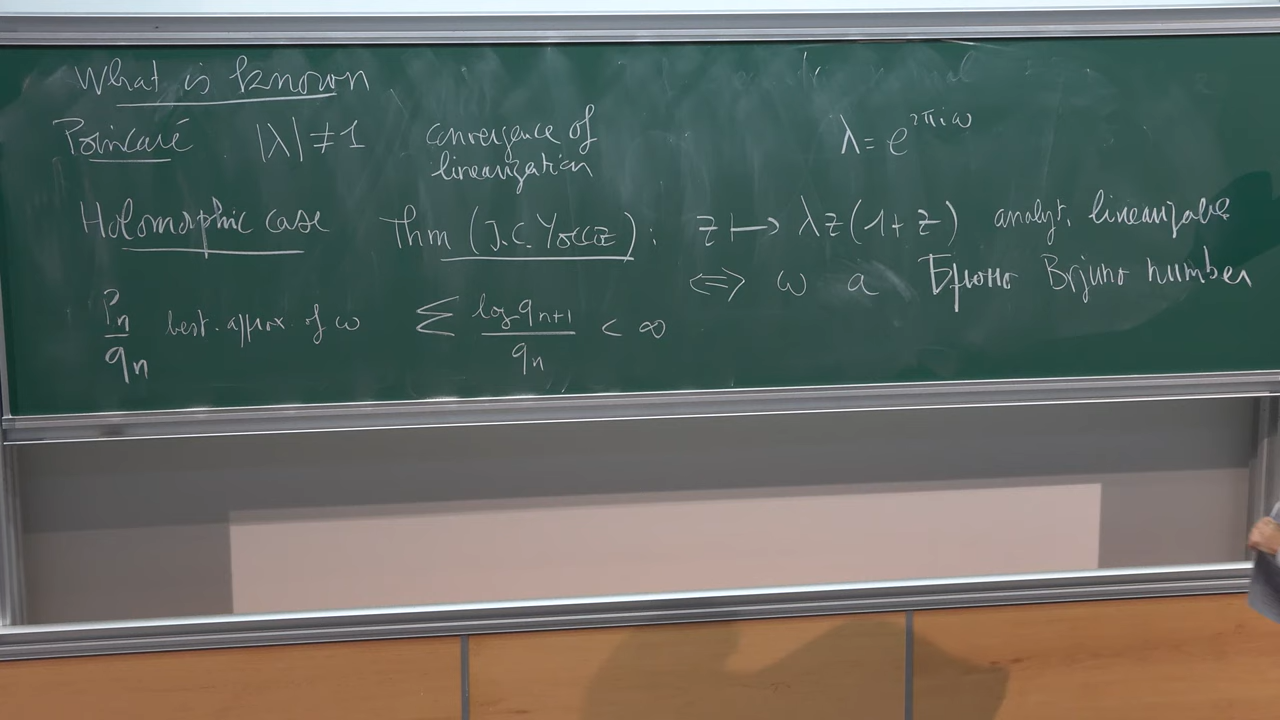 What is known
Poincaré |λ| ≠ 1 convergence of
linearization
λ = e^{2πiω}
Holomorphic case Thm (J.C. Yoccoz): z ↦ λz(1+z) analyt. linearizable
⟺ ω a Брюно Brjuno number
p_n/q_n best. approx. of ω ∑ log q_{n+1}/q_n < ∞